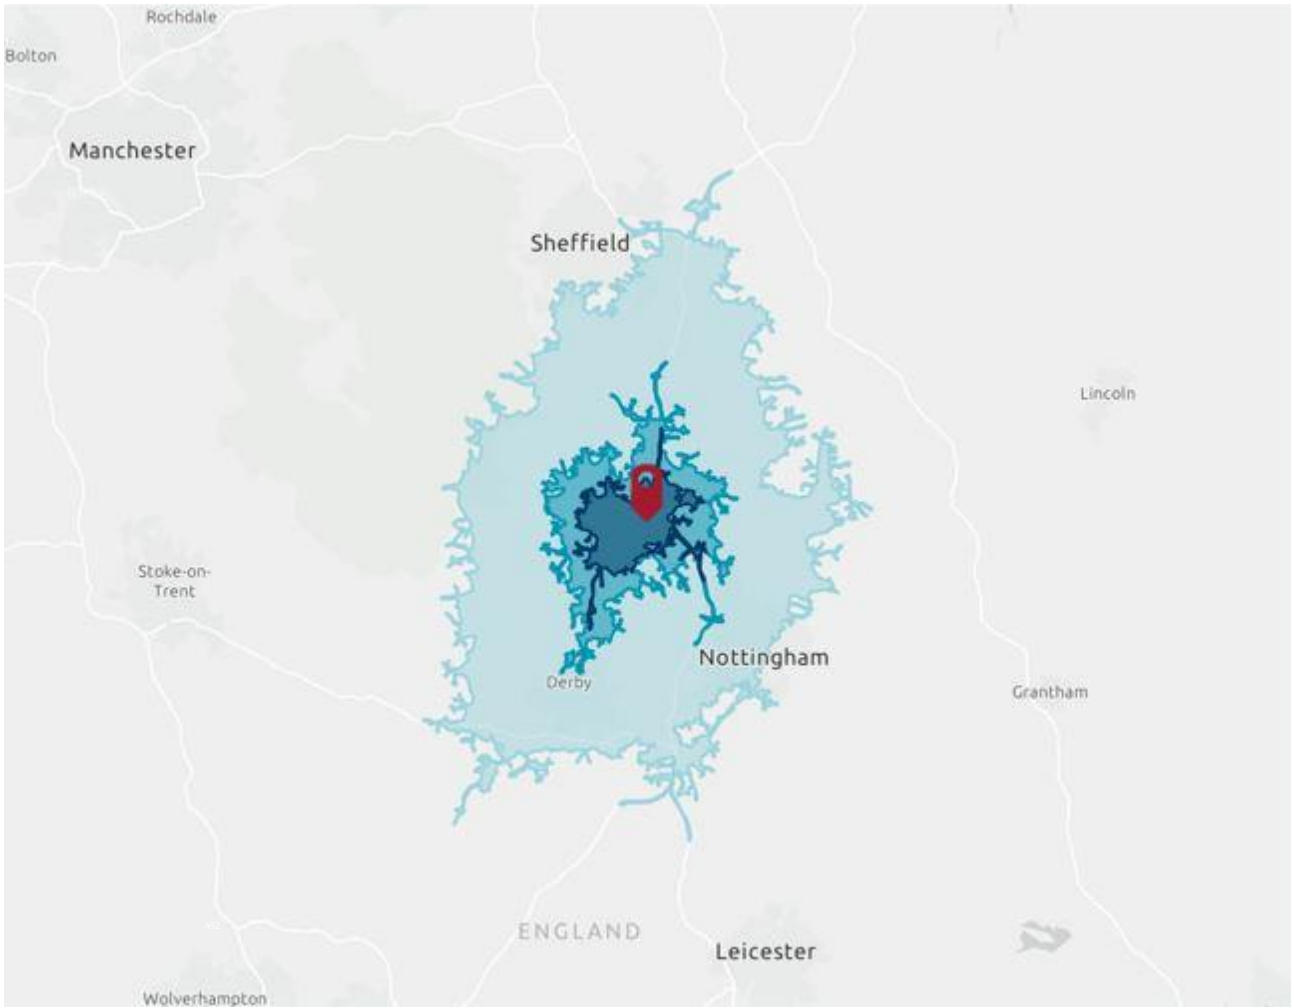 Rochdale
Bolton
Manchester
Sheffield
Lincoln
Stoke-on-
Trent
Nottingham
Derby
Grantham
ENGLAND
Leicester
Wolverhampton